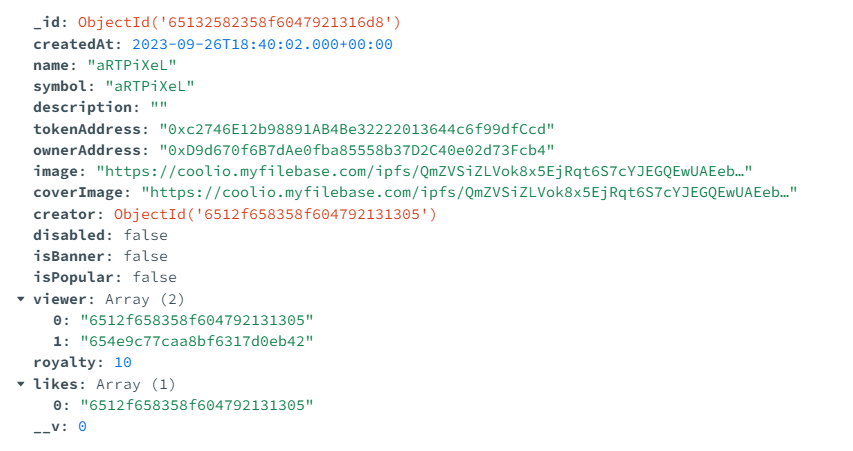 _id: ObjectId('65132582358f6047921316d8')
createdAt: 2023-09-26T18:40:02.000+00:00
name: "aRTPiXeL"
symbol: "aRTPiXeL"
description: ""
tokenAddress: "0xc2746E12b98891AB4Be32222013644c6f99dfCcd"
ownerAddress: "0xD9d670f6B7dAe0fba85558b37D2C40e02d73Fcb4"
image: "https://coolio.myfilebase.com/ipfs/QmZVSiZLVok8x5EjRqt6S7cYJEGQEwUAEeb…"
coverImage: "https://coolio.myfilebase.com/ipfs/QmZVSiZLVok8x5EjRqt6S7cYJEGQEwUAEeb…"
creator: ObjectId('6512f658358f604792131305')
disabled: false
isBanner: false
isPopular: false
viewer: Array (2)
0: "6512f658358f604792131305"
1: "654e9c77caa8bf6317d0eb42"
royalty: 10
likes: Array (1)
0: "6512f658358f604792131305"
__v: 0